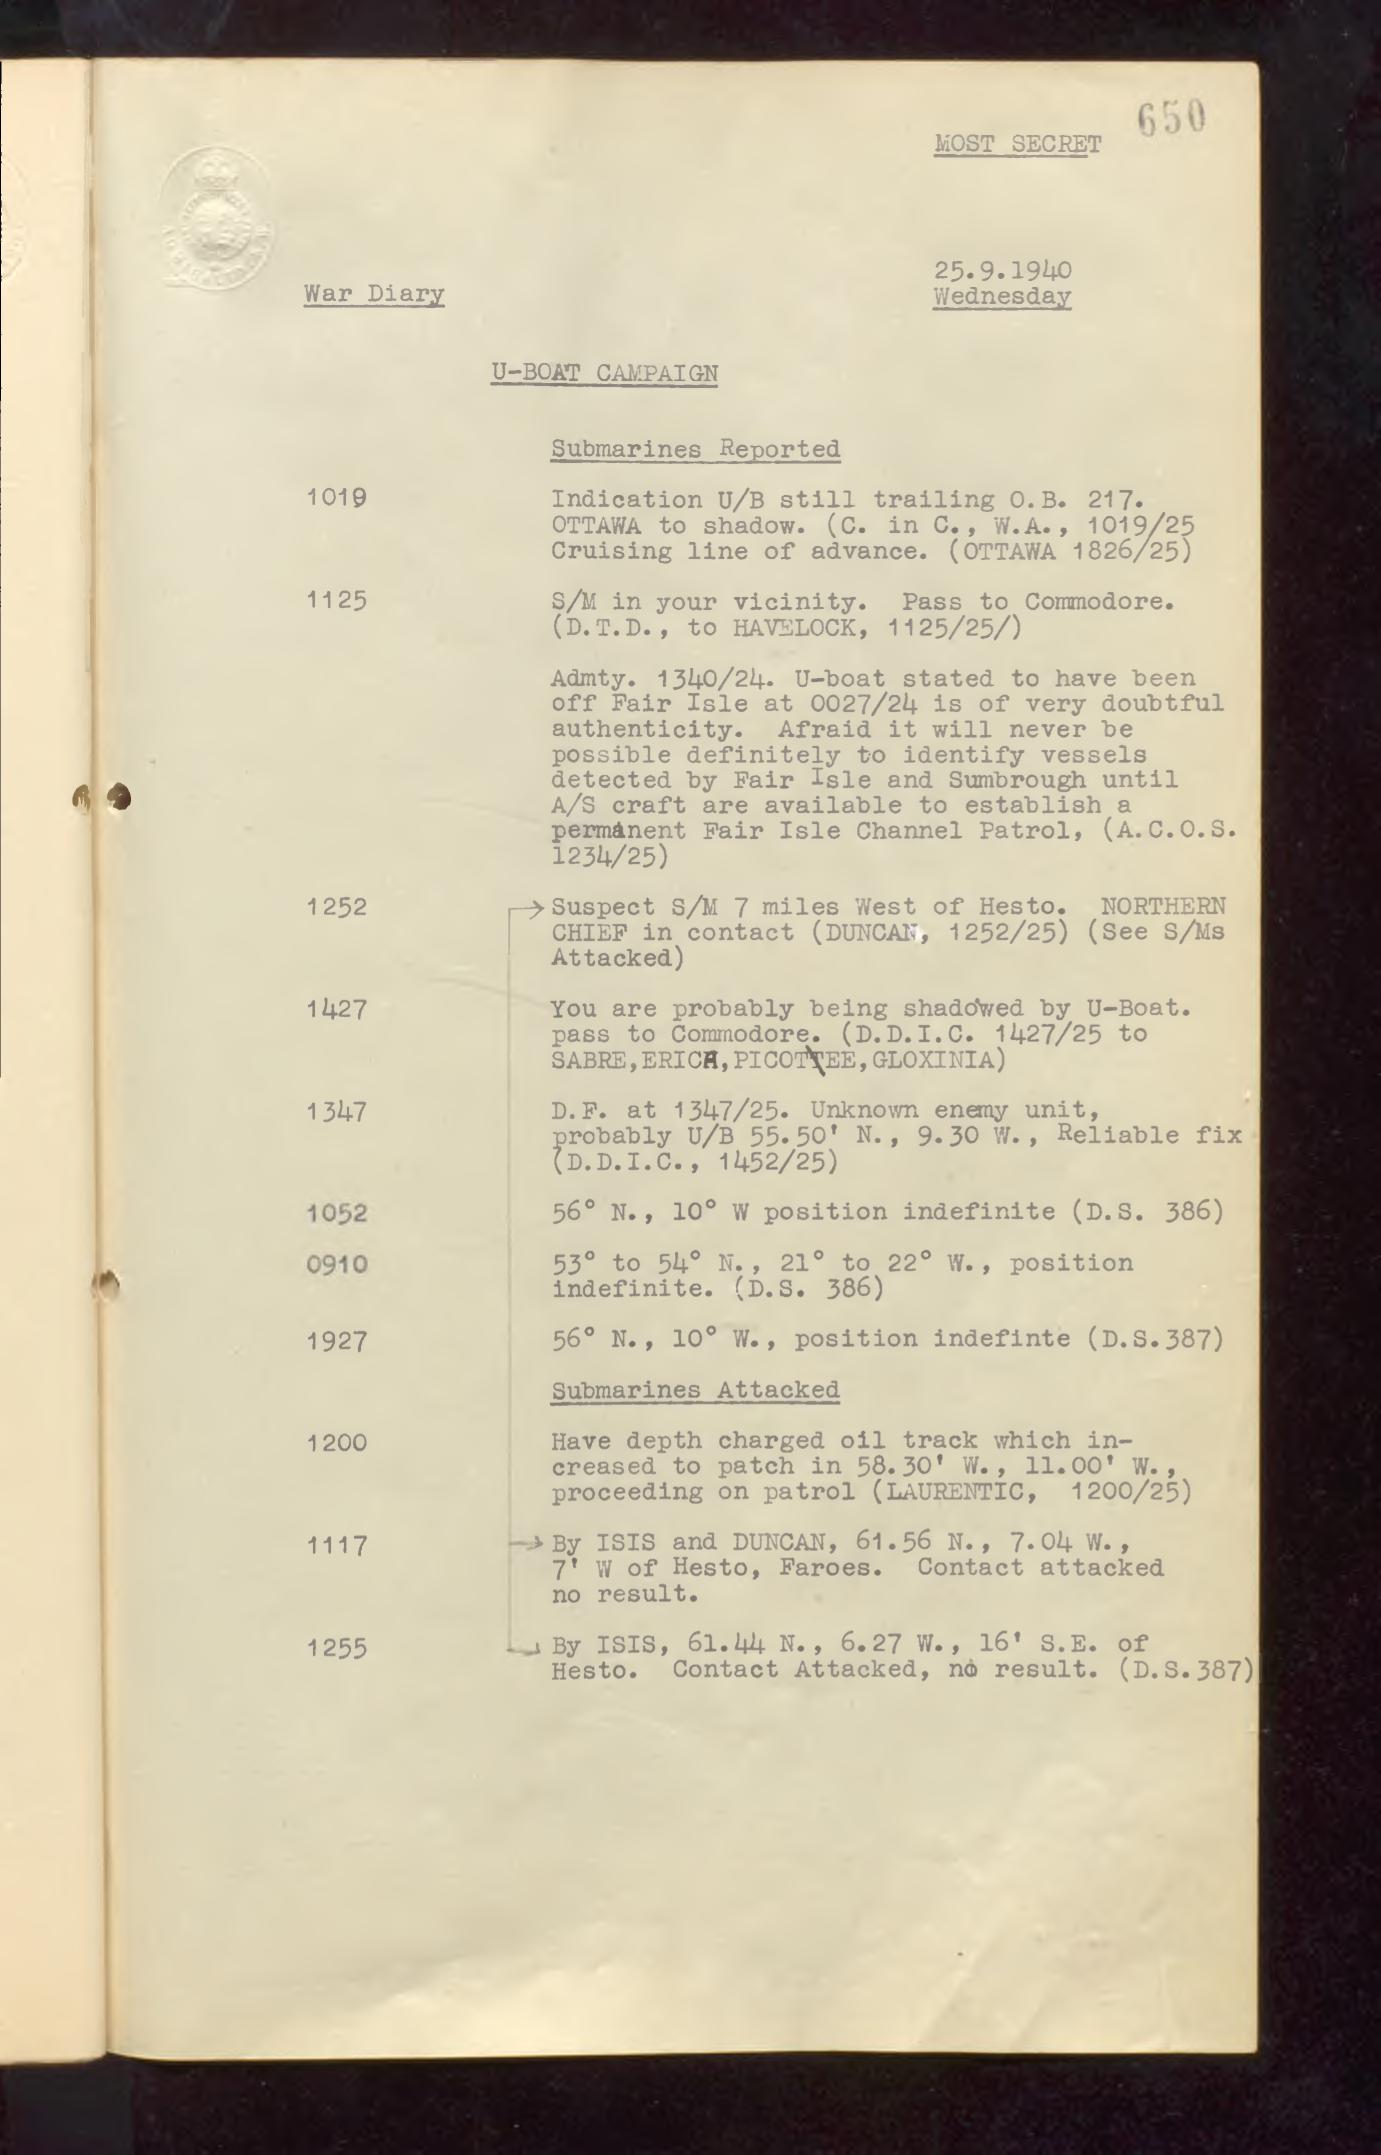 650
MOST SECRET
25.9.1940
War Diary
Wednesday
U-BOAT CAMPAIGN
Submarines Reported
1019 Indication U/B still trailing O.B. 217.
OTTAWA to shadow. (C. in C., W.A., 1019/25
Cruising line of advance. (OTTAWA 1826/25)
1125 S/M in your vicinity. Pass to Commodore.
(D.T.D., to HAVELOCK, 1125/25/)
Admty. 1340/24. U-boat stated to have been
off Fair Isle at 0027/24 is of very doubtful
authenticity. Afraid it will never be
possible definitely to identify vessels
detected by Fair Isle and Sumbrough until
A/S craft are available to establish a
permanent Fair Isle Channel Patrol, (A.C.O.S.
1234/25)
1252 Suspect S/M 7 miles West of Hesto. NORTHERN
CHIEF in contact (DUNCAN, 1252/25) (See S/Ms
Attacked)
1427 You are probably being shadowed by U-Boat.
pass to Commodore. (D.D.I.C. 1427/25 to
SABRE,ERICA,PICOTEE,GLOXINIA)
1347 D.F. at 1347/25. Unknown enemy unit,
probably U/B 55.50' N., 9.30 W., Reliable fix
(D.D.I.C., 1452/25)
1052 56° N., 10° W position indefinite (D.S. 386)
0910 53° to 54° N., 21° to 22° W., position
indefinite. (D.S. 386)
1927 56° N., 10° W., position indefinte (D.S.387)
Submarines Attacked
1200 Have depth charged oil track which in-
creased to patch in 58.30' W., 11.00' W.,
proceeding on patrol (LAURENTIC, 1200/25)
1117 By ISIS and DUNCAN, 61.56 N., 7.04 W.,
7' W of Hesto, Faroes. Contact attacked
no result.
1255 By ISIS, 61.44 N., 6.27 W., 16' S.E. of
Hesto. Contact Attacked, no result. (D.S.387)